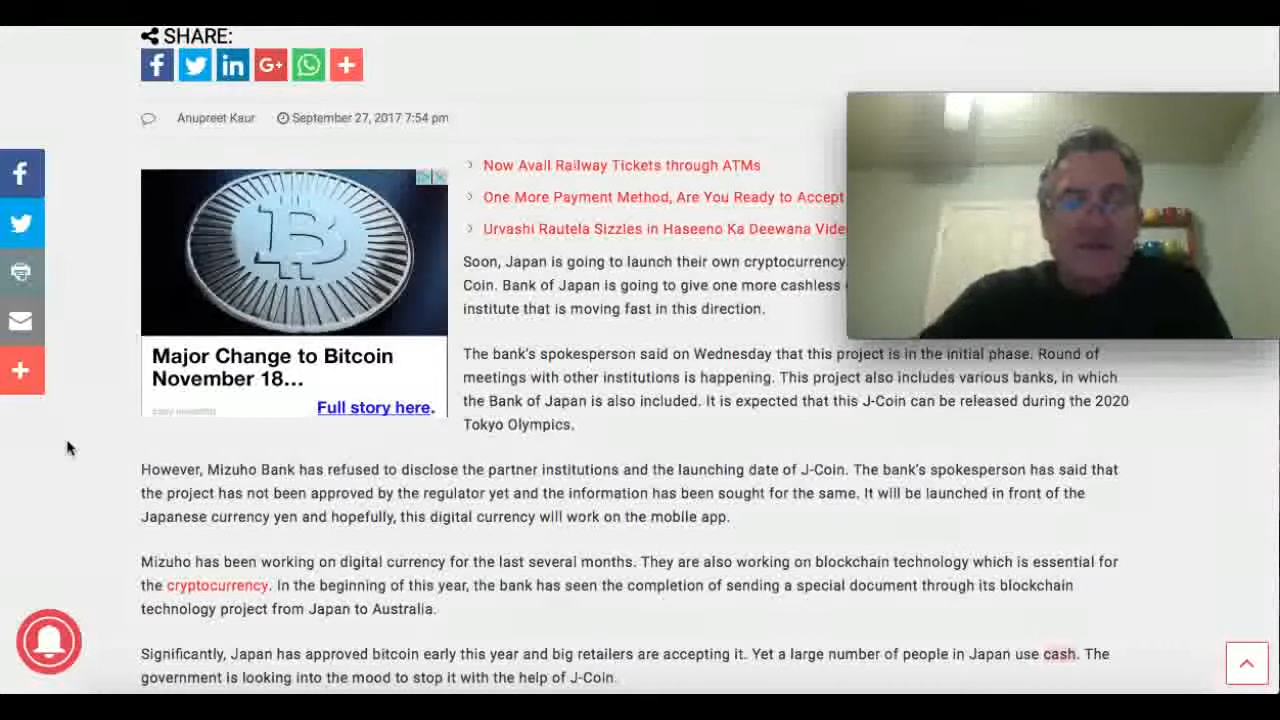 SHARE:
Anupreet Kaur September 27, 2017 7:54 pm
Now Avail Railway Tickets through ATMs
One More Payment Method, Are You Ready to Accept
Urvashi Rautela Sizzles in Haseeno Ka Deewana Vide
Soon, Japan is going to launch their own cryptocurrency
Coin. Bank of Japan is going to give one more cashless
institute that is moving fast in this direction.
Major Change to Bitcoin
November 18...
Full story here.
The bank's spokesperson said on Wednesday that this project is in the initial phase. Round of
meetings with other institutions is happening. This project also includes various banks, in which
the Bank of Japan is also included. It is expected that this J-Coin can be released during the 2020
Tokyo Olympics.
However, Mizuho Bank has refused to disclose the partner institutions and the launching date of J-Coin. The bank's spokesperson has said that
the project has not been approved by the regulator yet and the information has been sought for the same. It will be launched in front of the
Japanese currency yen and hopefully, this digital currency will work on the mobile app.
Mizuho has been working on digital currency for the last several months. They are also working on blockchain technology which is essential for
the cryptocurrency. In the beginning of this year, the bank has seen the completion of sending a special document through its blockchain
technology project from Japan to Australia.
Significantly, Japan has approved bitcoin early this year and big retailers are accepting it. Yet a large number of people in Japan use cash. The
government is looking into the mood to stop it with the help of J-Coin.